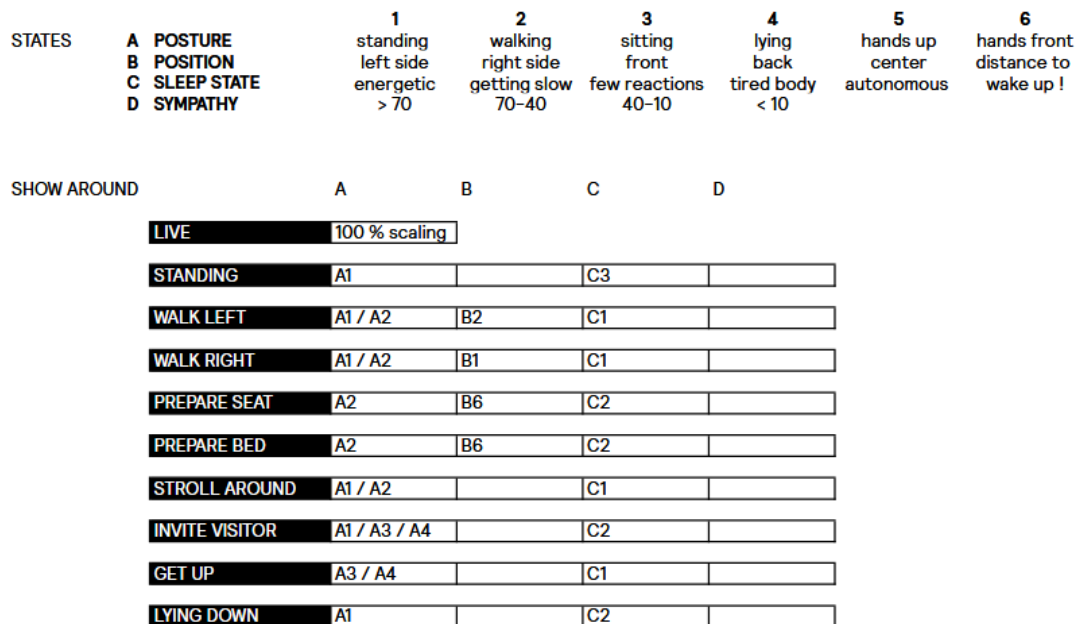 1 2 3 4 5 6
STATES A POSTURE standing walking sitting lying hands up hands front
B POSITION left side right side front back center distance to
C SLEEP STATE energetic getting slow few reactions tired body autonomous wake up !
D SYMPATHY > 70 70–40 40–10 < 10
SHOW AROUND A B C D
LIVE 100 % scaling
STANDING A1 C3
WALK LEFT A1 / A2 B2 C1
WALK RIGHT A1 / A2 B1 C1
PREPARE SEAT A2 B6 C2
PREPARE BED A2 B6 C2
STROLL AROUND A1 / A2 C1
INVITE VISITOR A1 / A3 / A4 C2
GET UP A3 / A4 C1
LYING DOWN A1 C2